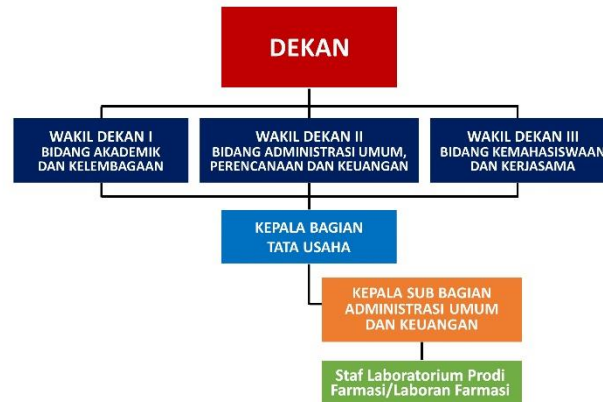 DEKAN
WAKIL DEKAN I
BIDANG AKADEMIK
DAN KELEMBAGAAN
WAKIL DEKAN II
BIDANG ADMINISTRASI UMUM,
PERENCANAAN DAN KEUANGAN
WAKIL DEKAN III
BIDANG KEMAHASISWAAN
DAN KERJASAMA
KEPALA BAGIAN
TATA USAHA
KEPALA SUB BAGIAN
ADMINISTRASI UMUM
DAN KEUANGAN
Staf Laboratorium Prodi
Farmasi/Laboran Farmasi